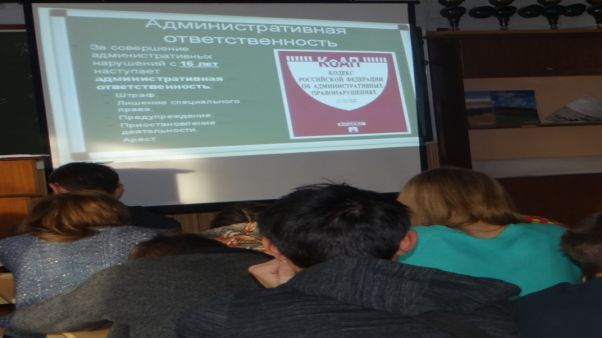 Административная
ответственность
За совершение
административных
нарушений с 16 лет
наступает
административная
ответственность:
Штраф.
Лишение специального
права.
Предупреждение.
Приостановление
деятельности.
Арест
КоАП
КОДЕКС
РОССИЙСКОЙ ФЕДЕРАЦИИ
ОБ АДМИНИСТРАТИВНЫХ
ПРАВОНАРУШЕНИЯХ